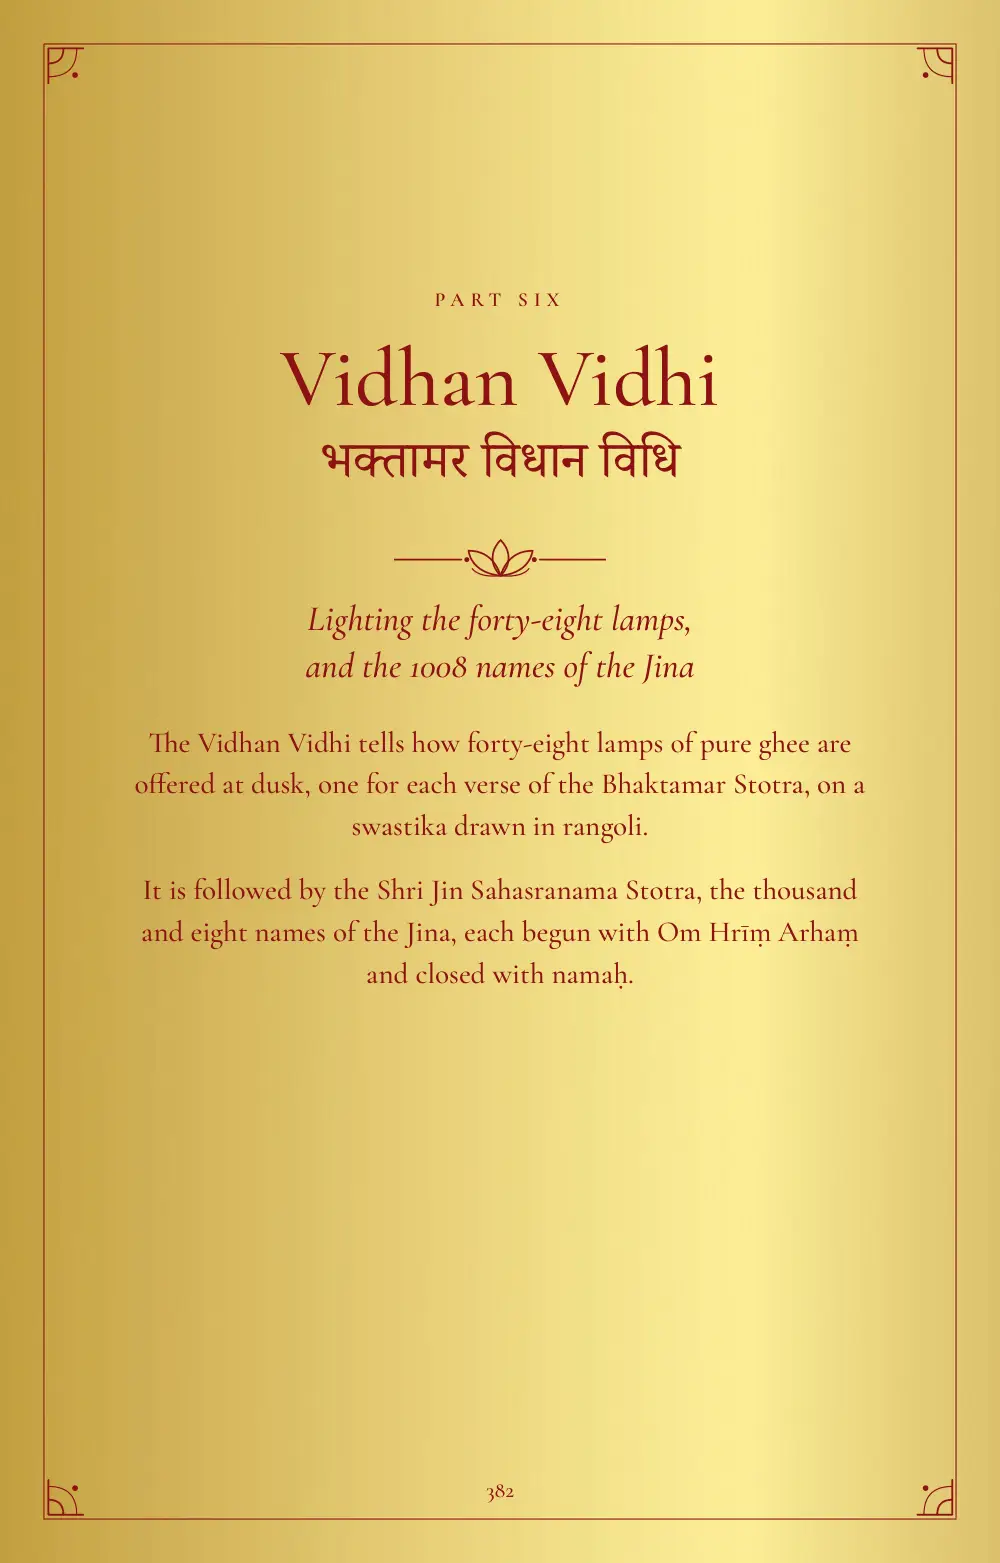 PART SIX
Vidhan Vidhi
भक्तामर विधान विधि
Lighting the forty-eight lamps,
and the 1008 names of the Jina
The Vidhan Vidhi tells how forty-eight lamps of pure ghee are
offered at dusk, one for each verse of the Bhaktamar Stotra, on a
swastika drawn in rangoli.
It is followed by the Shri Jin Sahasranama Stotra, the thousand
and eight names of the Jina, each begun with Om Hrīṃ Arhaṃ
and closed with namaḥ.
382